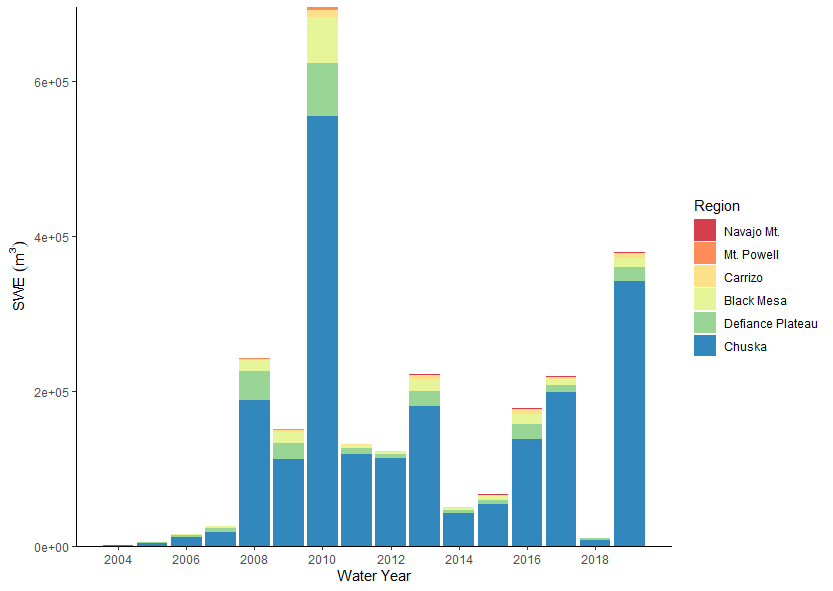 6e+05
4e+05
2e+05
0e+00
SWE (m³)
2004 2006 2008 2010 2012 2014 2016 2018
Water Year
Region
Navajo Mt.
Mt. Powell
Carrizo
Black Mesa
Defiance Plateau
Chuska